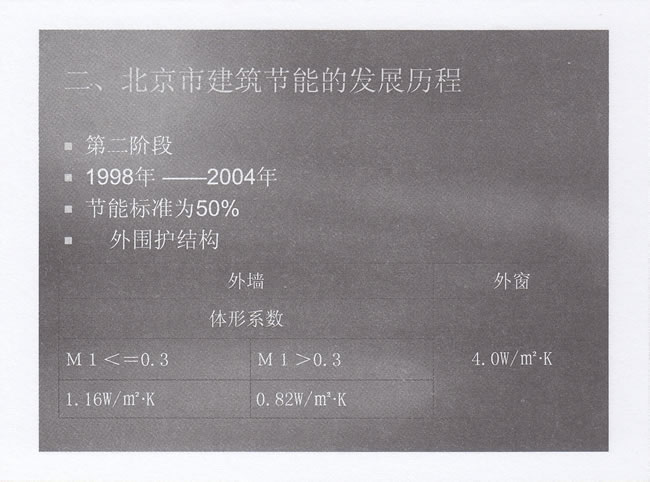 二、北京市建筑节能的发展历程
第二阶段
1998年 ——2004年
节能标准为50%
外围护结构
外墙 外窗
体形系数
M1<=0.3 M1>0.3 4.0W/㎡·K
1.16W/㎡·K 0.82W/㎡·K